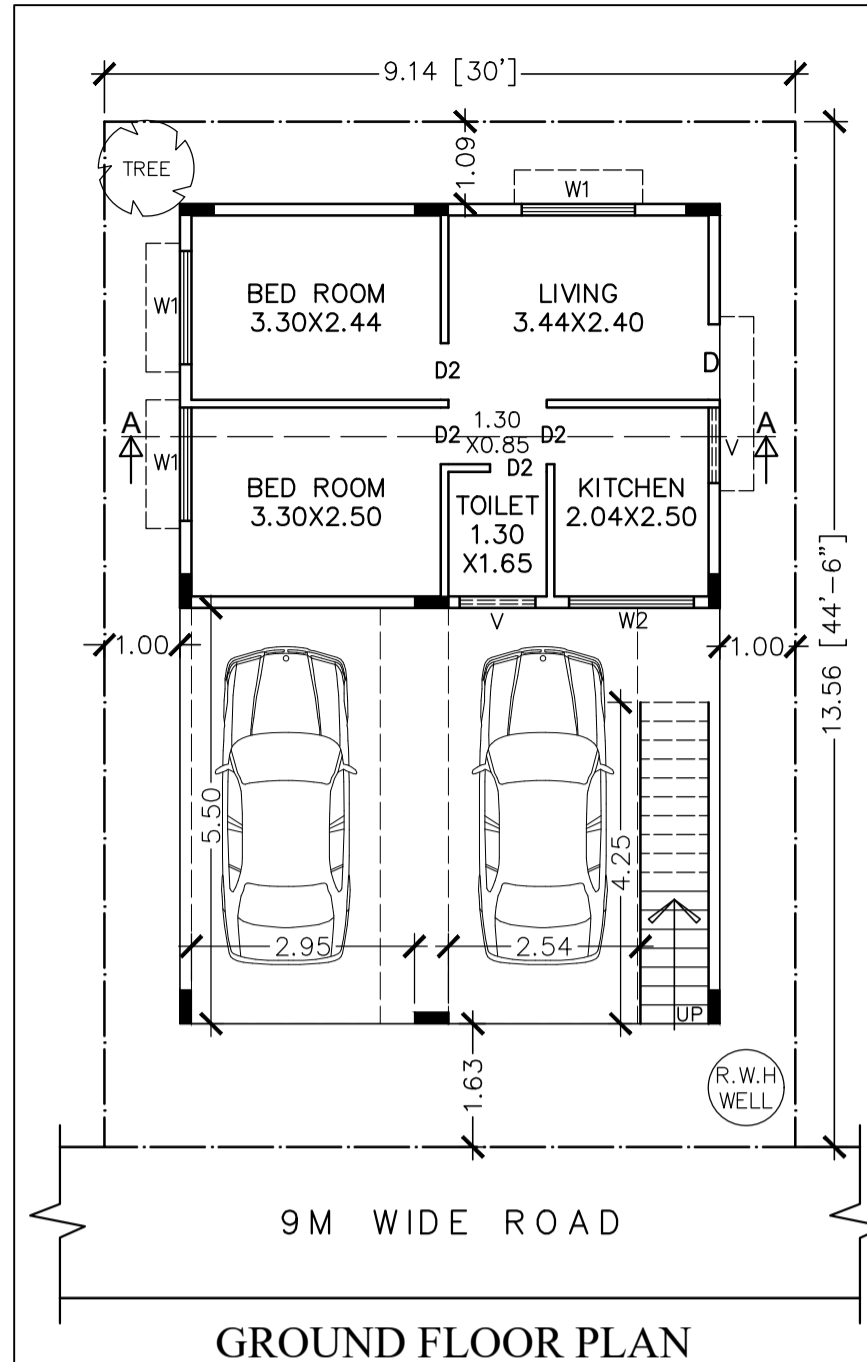 9.14 [30']
TREE
1.09
W1
W1
BED ROOM
3.30X2.44
LIVING
3.44X2.40
D
D2
A
1.30
X0.85
D2
D2
A
V
W1
D2
BED ROOM
3.30X2.50
TOILET
1.30
X1.65
KITCHEN
2.04X2.50
V
W2
1.00
1.00
13.56 [44'-6"]
5.50
4.25
2.95
2.54
UP
1.63
R.W.H
WELL
9M WIDE ROAD
GROUND FLOOR PLAN